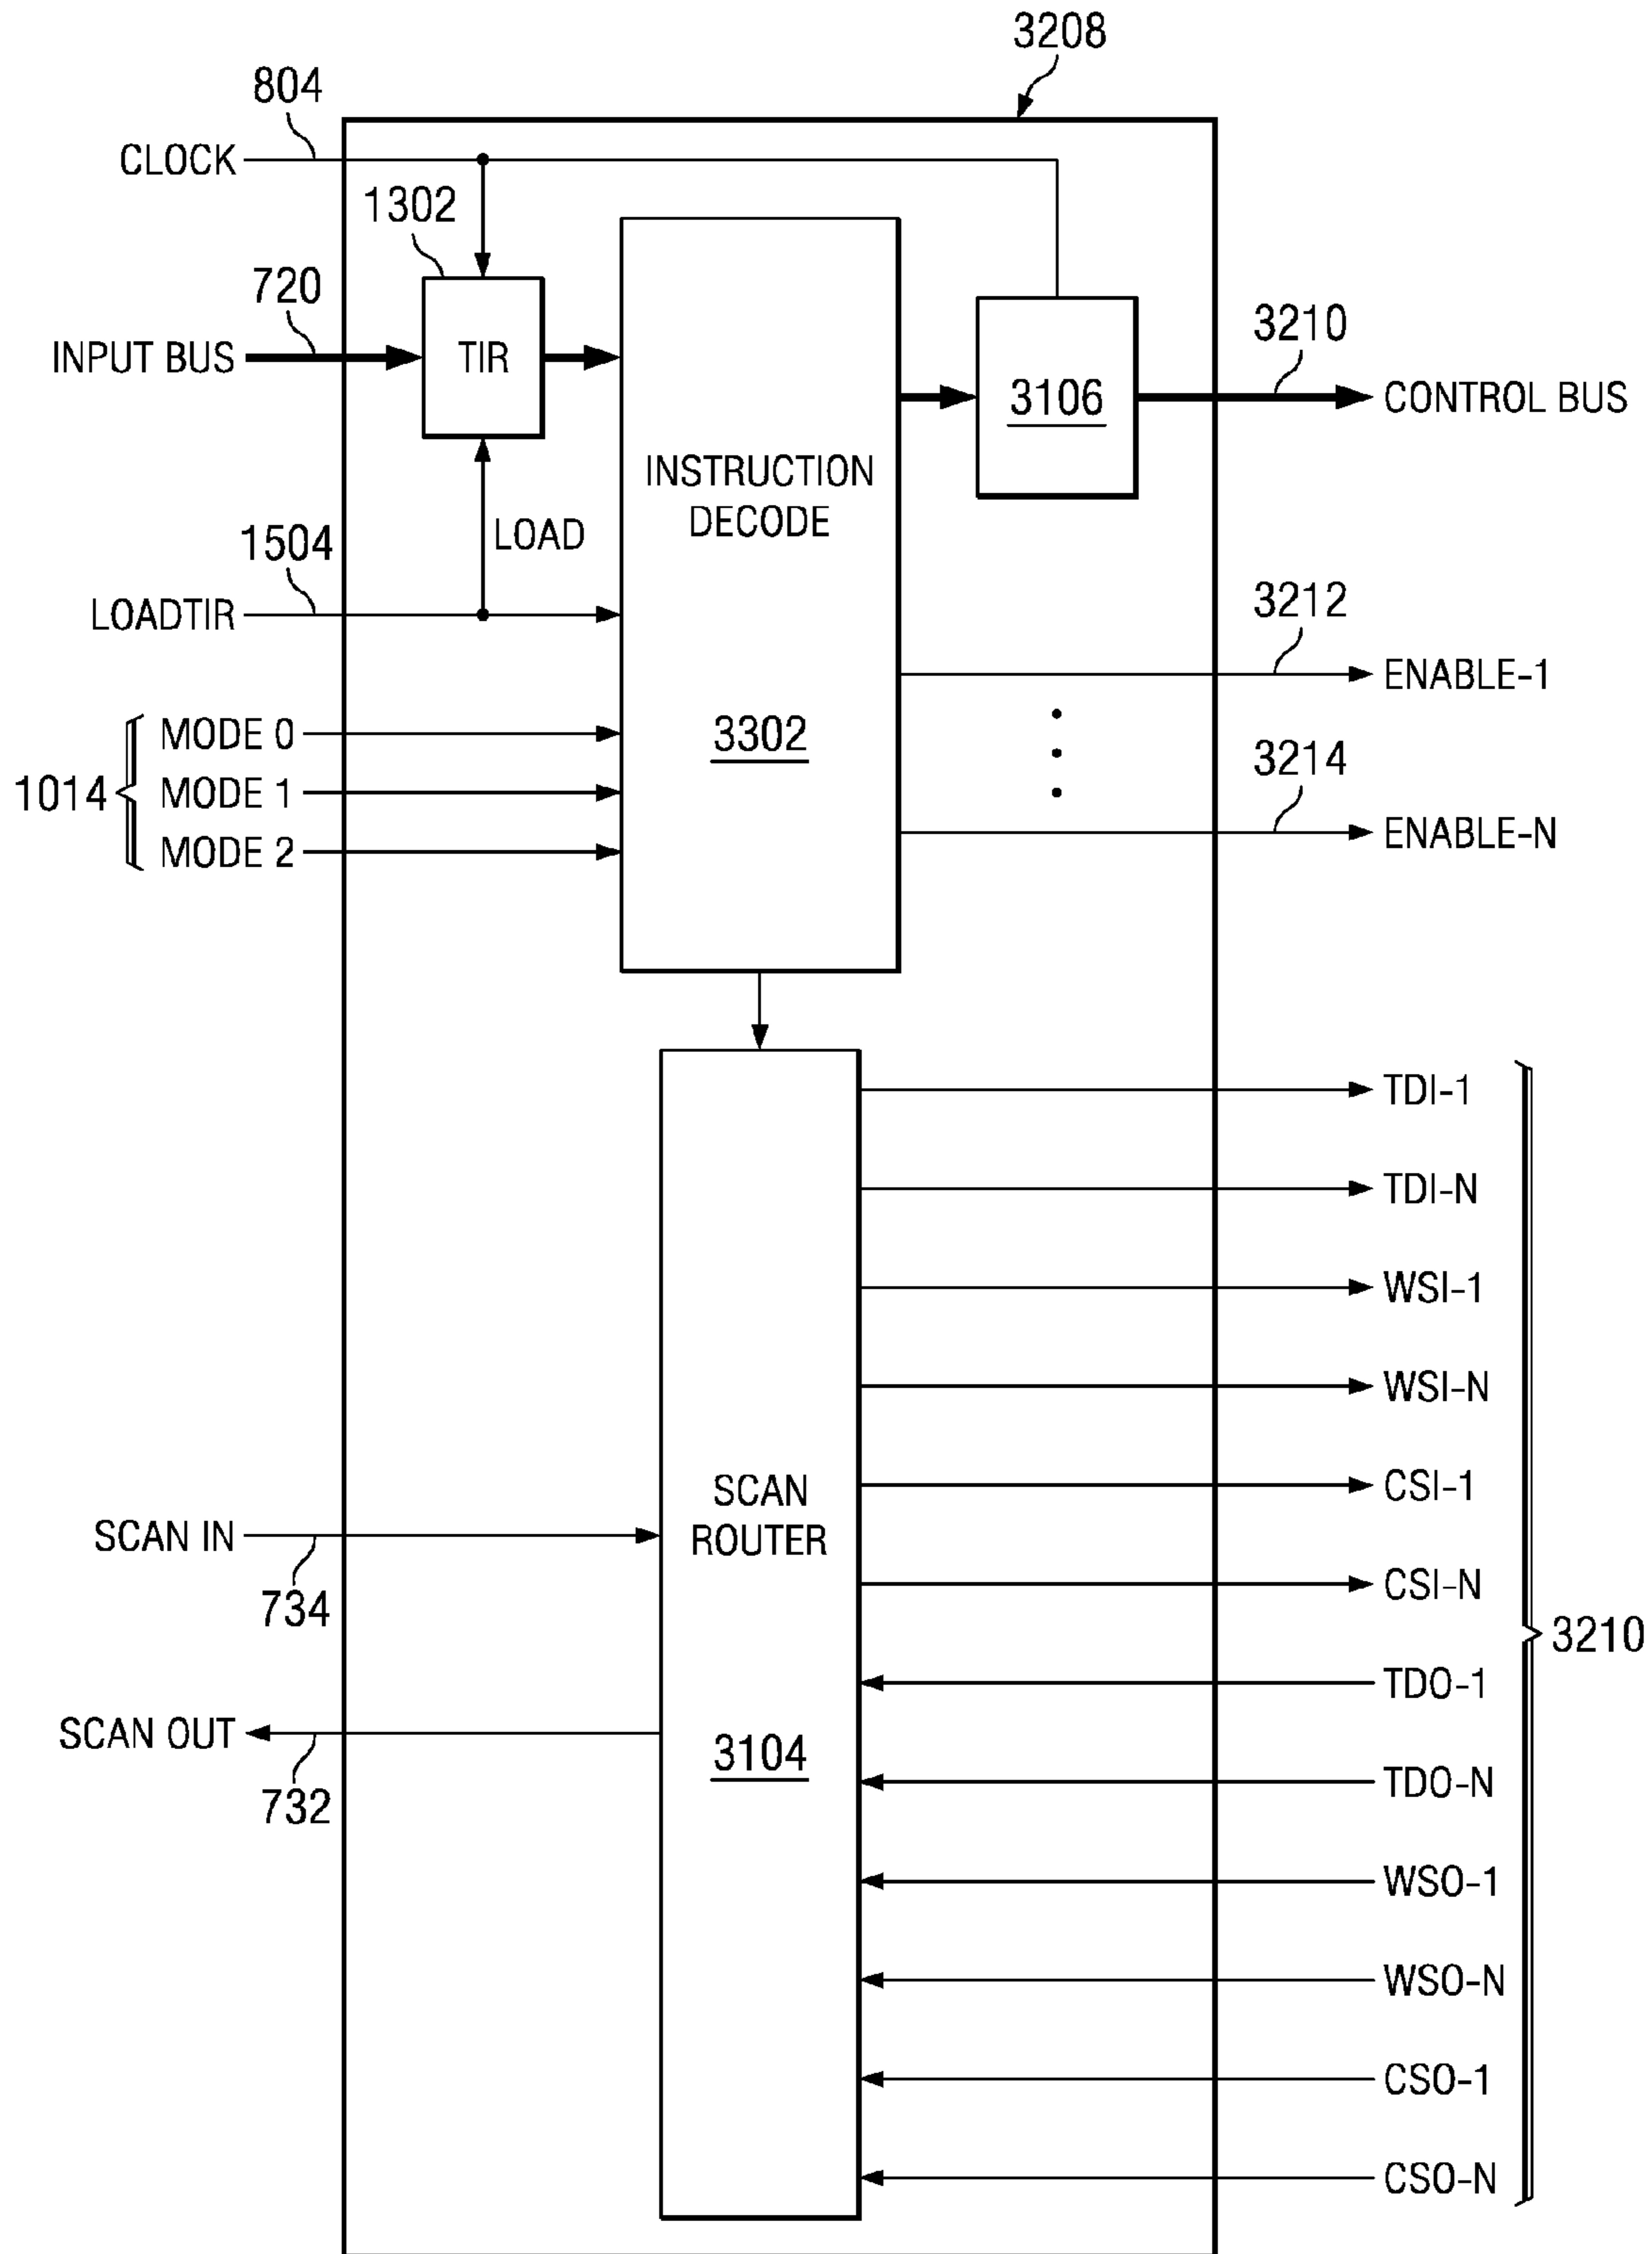 3208
804
CLOCK
1302
720
INPUT BUS
TIR
3210
3106
CONTROL BUS
INSTRUCTION
DECODE
1504
LOAD
LOADTIR
3212
ENABLE-1
3302
MODE 0
1014
MODE 1
MODE 2
3214
ENABLE-N
TDI-1
TDI-N
WSI-1
WSI-N
CSI-1
SCAN
ROUTER
SCAN IN
734
CSI-N
3210
TDO-1
SCAN OUT
732
3104
TDO-N
WSO-1
WSO-N
CSO-1
CSO-N